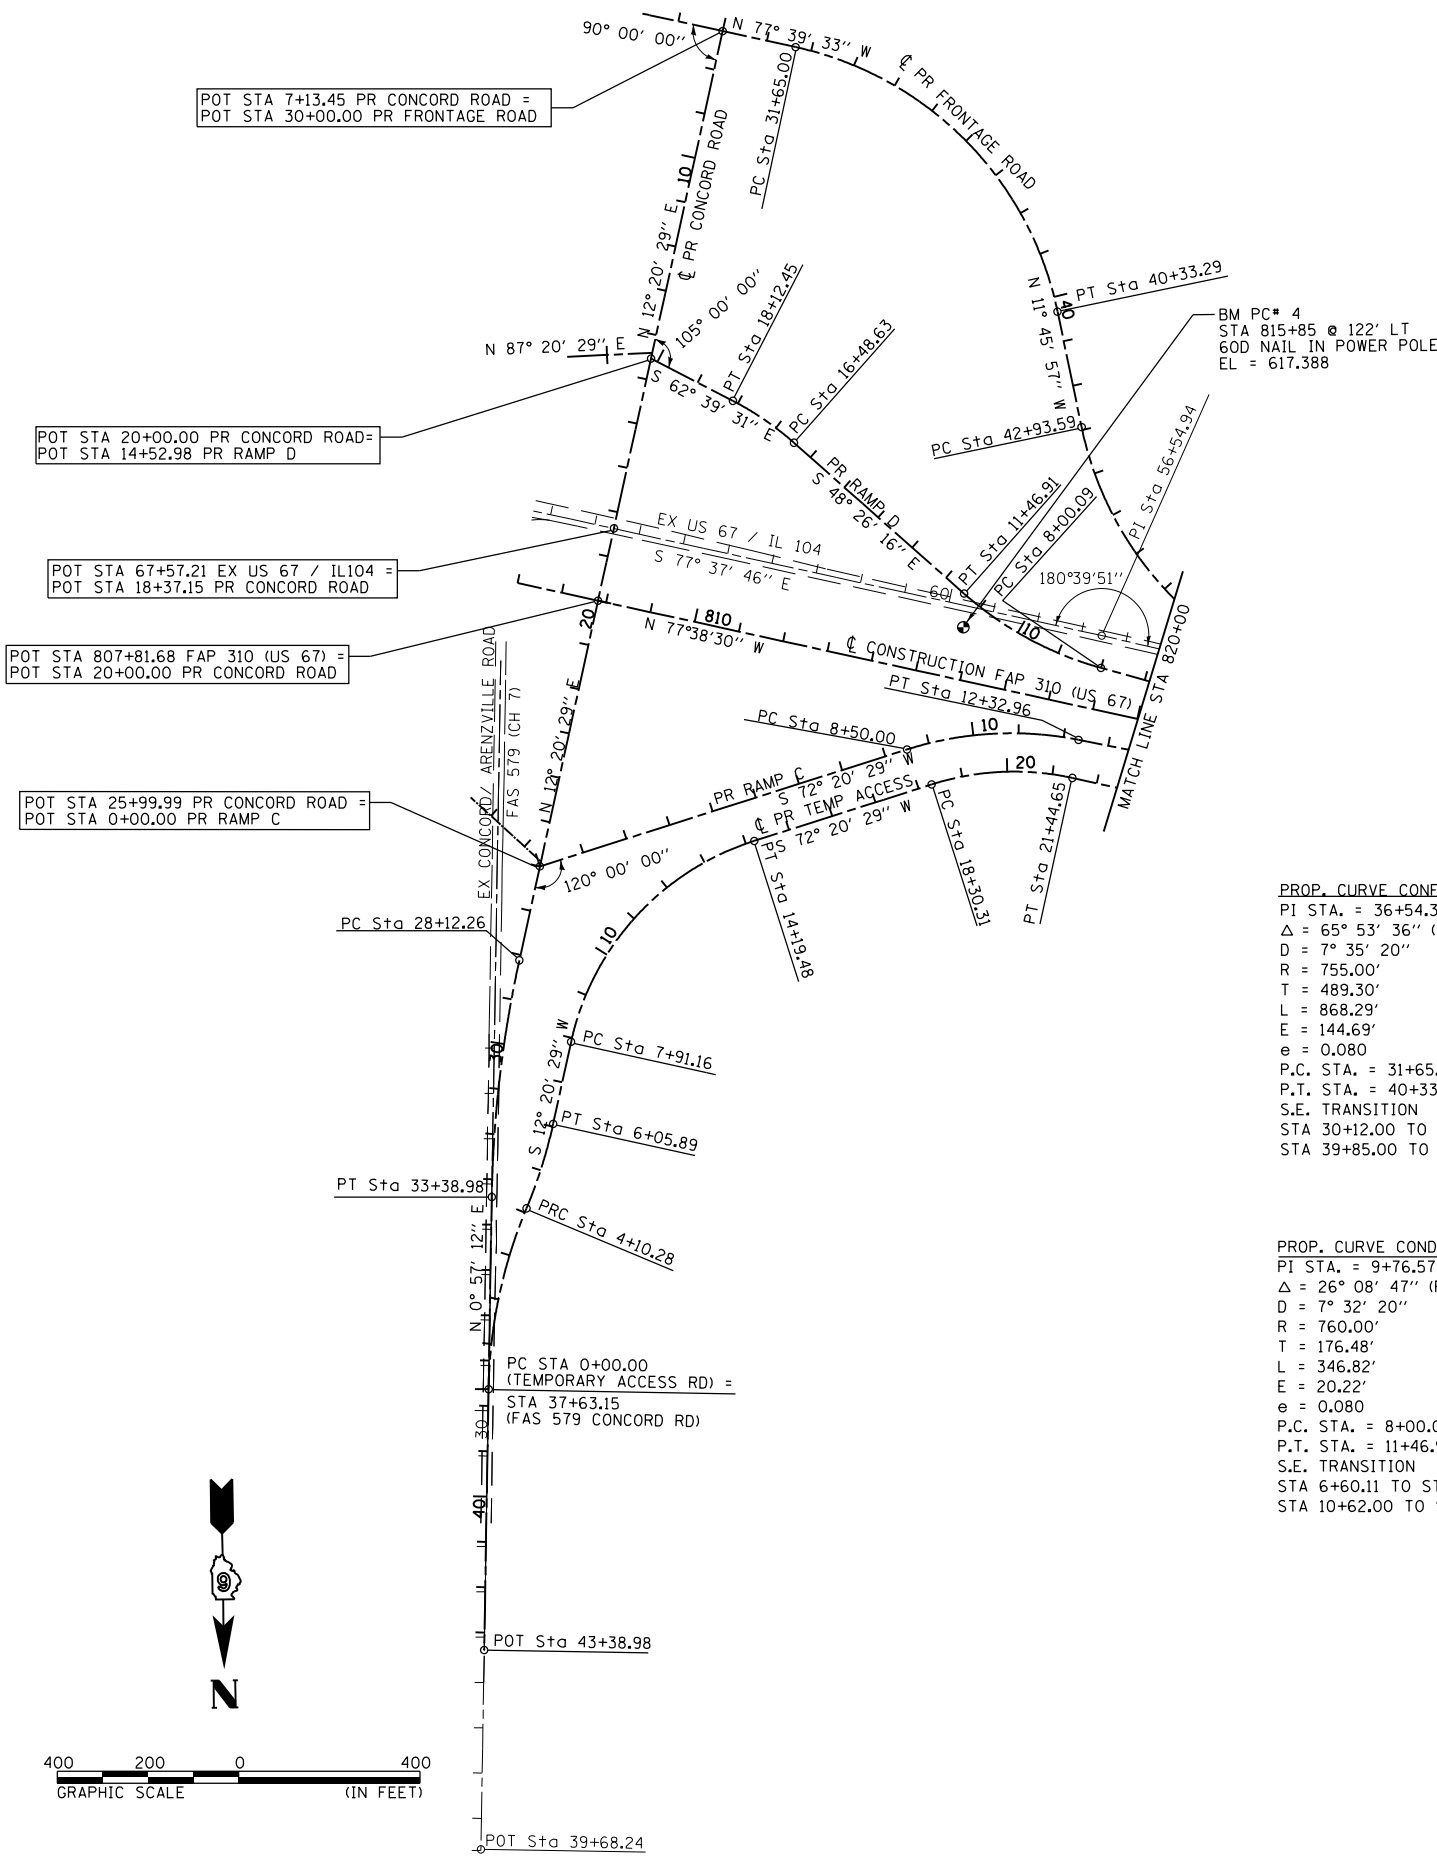 90° 00' 00"
N 77° 39' 33" W
℄ PR FRONTAGE ROAD
POT STA 7+13.45 PR CONCORD ROAD =
POT STA 30+00.00 PR FRONTAGE ROAD
PC Sta 31+65.00
10
℄ PR CONCORD ROAD
N 12° 20' 29" E
105° 00' 00"
PT Sta 18+12.45
PC Sta 16+48.63
N 87° 20' 29" E
S 62° 39' 31" E
40
PT Sta 40+33.29
N 11° 45' 57" W
BM PC# 4
STA 815+85 @ 122' LT
60D NAIL IN POWER POLE
EL = 617.388
PC Sta 42+93.59
PI Sta 56+54.94
POT STA 20+00.00 PR CONCORD ROAD=
POT STA 14+52.98 PR RAMP D
PR RAMP D
S 48° 26' 16" E
PT Sta 11+46.91
PC Sta 8+00.09
180°39'51"
EX US 67 / IL 104
S 77° 37' 46" E
60
10
POT STA 67+57.21 EX US 67 / IL104 =
POT STA 18+37.15 PR CONCORD ROAD
20
810
N 77°38'30" W
℄ CONSTRUCTION FAP 310 (US 67)
MATCH LINE STA 820+00
POT STA 807+81.68 FAP 310 (US 67) =
POT STA 20+00.00 PR CONCORD ROAD
EX CONCORD/ ARENZVILLE ROAD
FAS 579 (CH 7)
N 12° 20' 29" E
PT Sta 12+32.96
PC Sta 8+50.00
10
PR RAMP C
S 72° 20' 29" W
20
℄ PR TEMP ACCESS
S 72° 20' 29" W
POT STA 25+99.99 PR CONCORD ROAD =
POT STA 0+00.00 PR RAMP C
120° 00' 00"
PT Sta 14+19.48
PC Sta 18+30.31
PT Sta 21+44.65
PC Sta 28+12.26
10
30
PC Sta 7+91.16
S 12° 20' 29" W
PT Sta 6+05.89
PT Sta 33+38.98
PRC Sta 4+10.28
N 0° 57' 12" E
PC STA 0+00.00
(TEMPORARY ACCESS RD) =
STA 37+63.15
(FAS 579 CONCORD RD)
30
40
POT Sta 43+38.98
POT Sta 39+68.24
PROP. CURVE CONF
PI STA. = 36+54.3
△ = 65° 53' 36" (
D = 7° 35' 20"
R = 755.00'
T = 489.30'
L = 868.29'
E = 144.69'
e = 0.080
P.C. STA. = 31+65.
P.T. STA. = 40+33
S.E. TRANSITION
STA 30+12.00 TO
STA 39+85.00 TO
PROP. CURVE COND
PI STA. = 9+76.57
△ = 26° 08' 47" (
D = 7° 32' 20"
R = 760.00'
T = 176.48'
L = 346.82'
E = 20.22'
e = 0.080
P.C. STA. = 8+00.0
P.T. STA. = 11+46.9
S.E. TRANSITION
STA 6+60.11 TO ST
STA 10+62.00 TO
9
N
400 200 0 400
GRAPHIC SCALE (IN FEET)